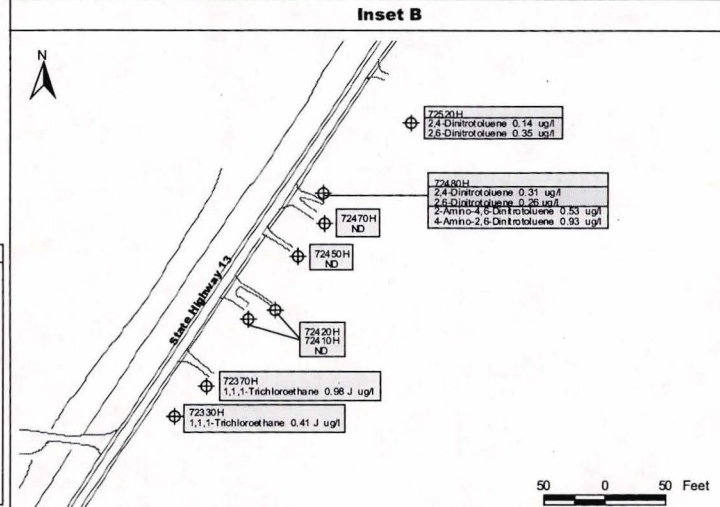 Inset B
N
72520H
2,4-Dinitrotoluene 0.14 ug/l
2,6-Dinitrotoluene 0.35 ug/l
72480H
2,4-Dinitrotoluene 0.31 ug/l
2,6-Dinitrotoluene 0.26 ug/l
2-Amino-4,6-Dinitrotoluene 0.53 ug/l
4-Amino-2,6-Dinitrotoluene 0.93 ug/l
72470H
ND
72450H
ND
State Highway 13
72420H
72410H
ND
72370H
1,1,1-Trichloroethane 0.98 J ug/l
72330H
1,1,1-Trichloroethane 0.41 J ug/l
50 0 50 Feet